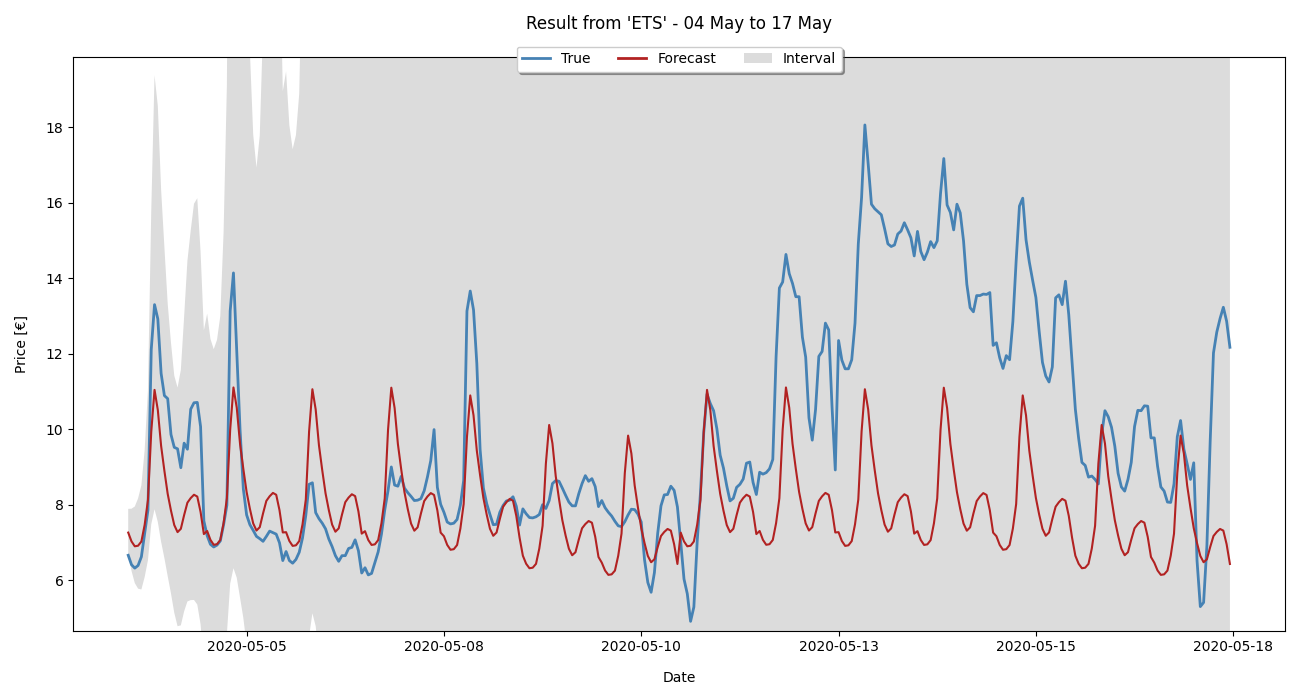 Result from 'ETS' - 04 May to 17 May
True Forecast Interval
Price [€]
18
16
14
12
10
8
6
2020-05-05 2020-05-08 2020-05-10 2020-05-13 2020-05-15 2020-05-18
Date